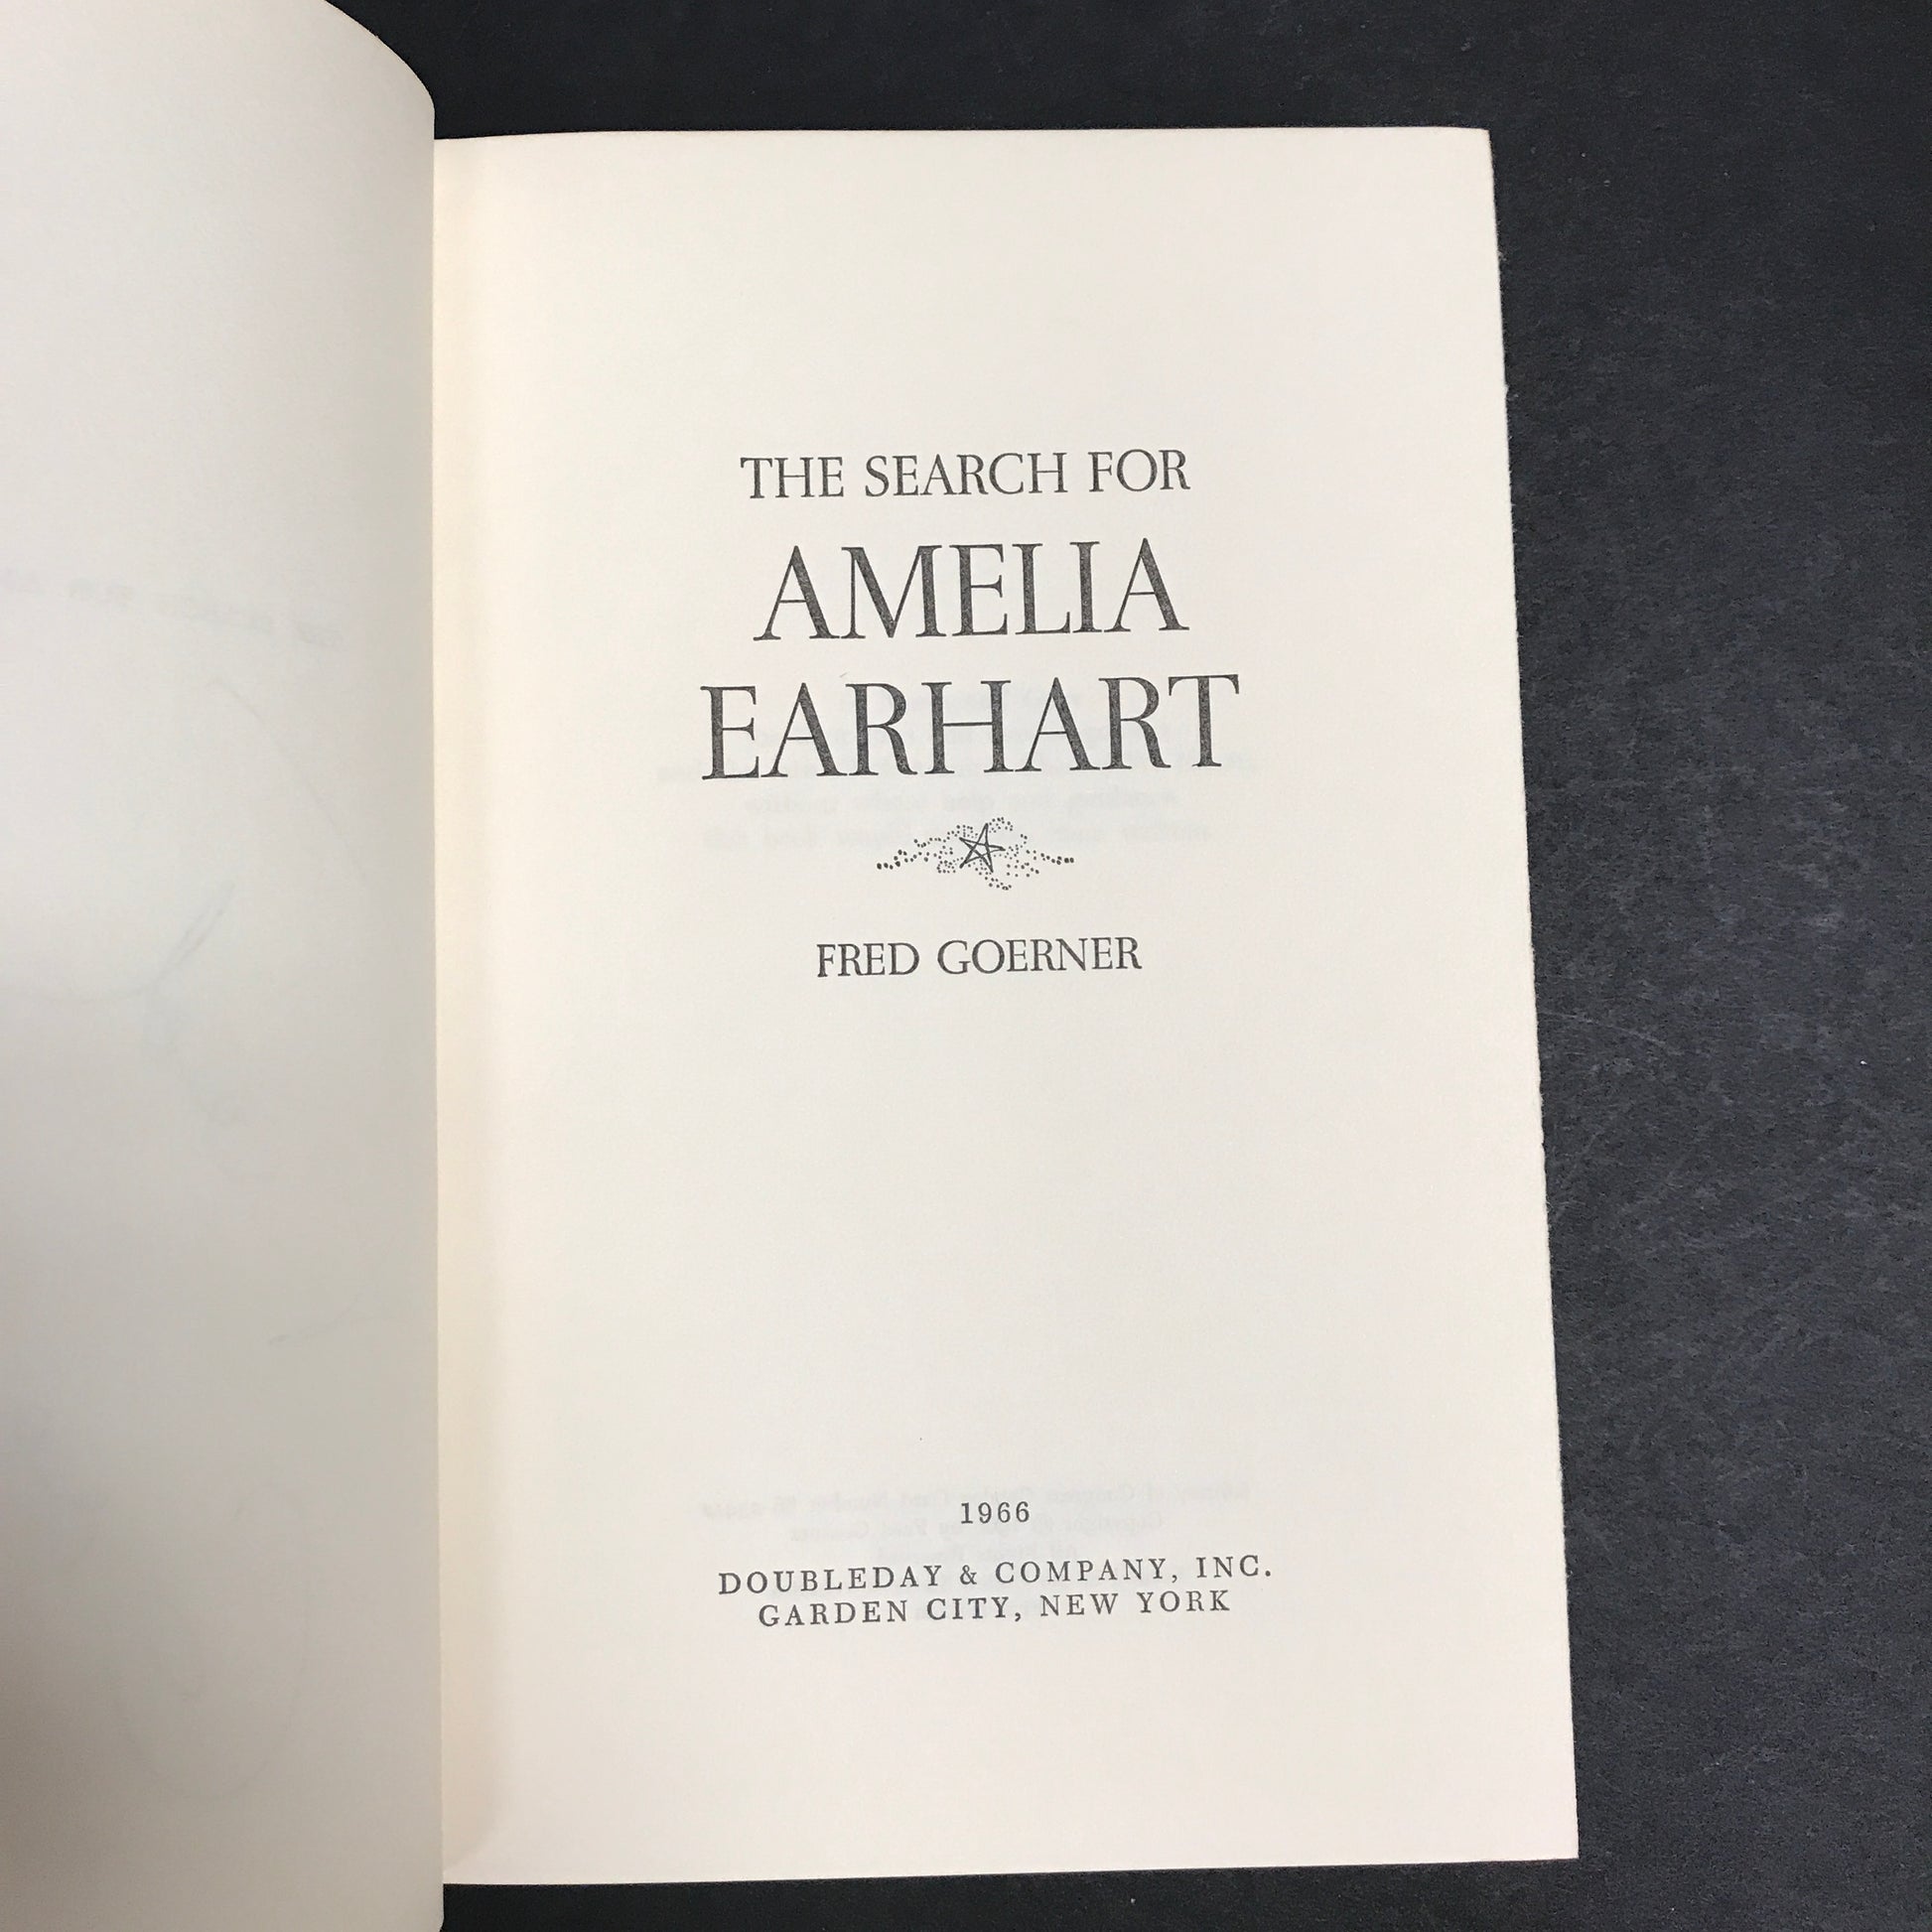 THE SEARCH FOR
AMELIA
EARHART
FRED GOERNER
1966
DOUBLEDAY & COMPANY, INC.
GARDEN CITY, NEW YORK